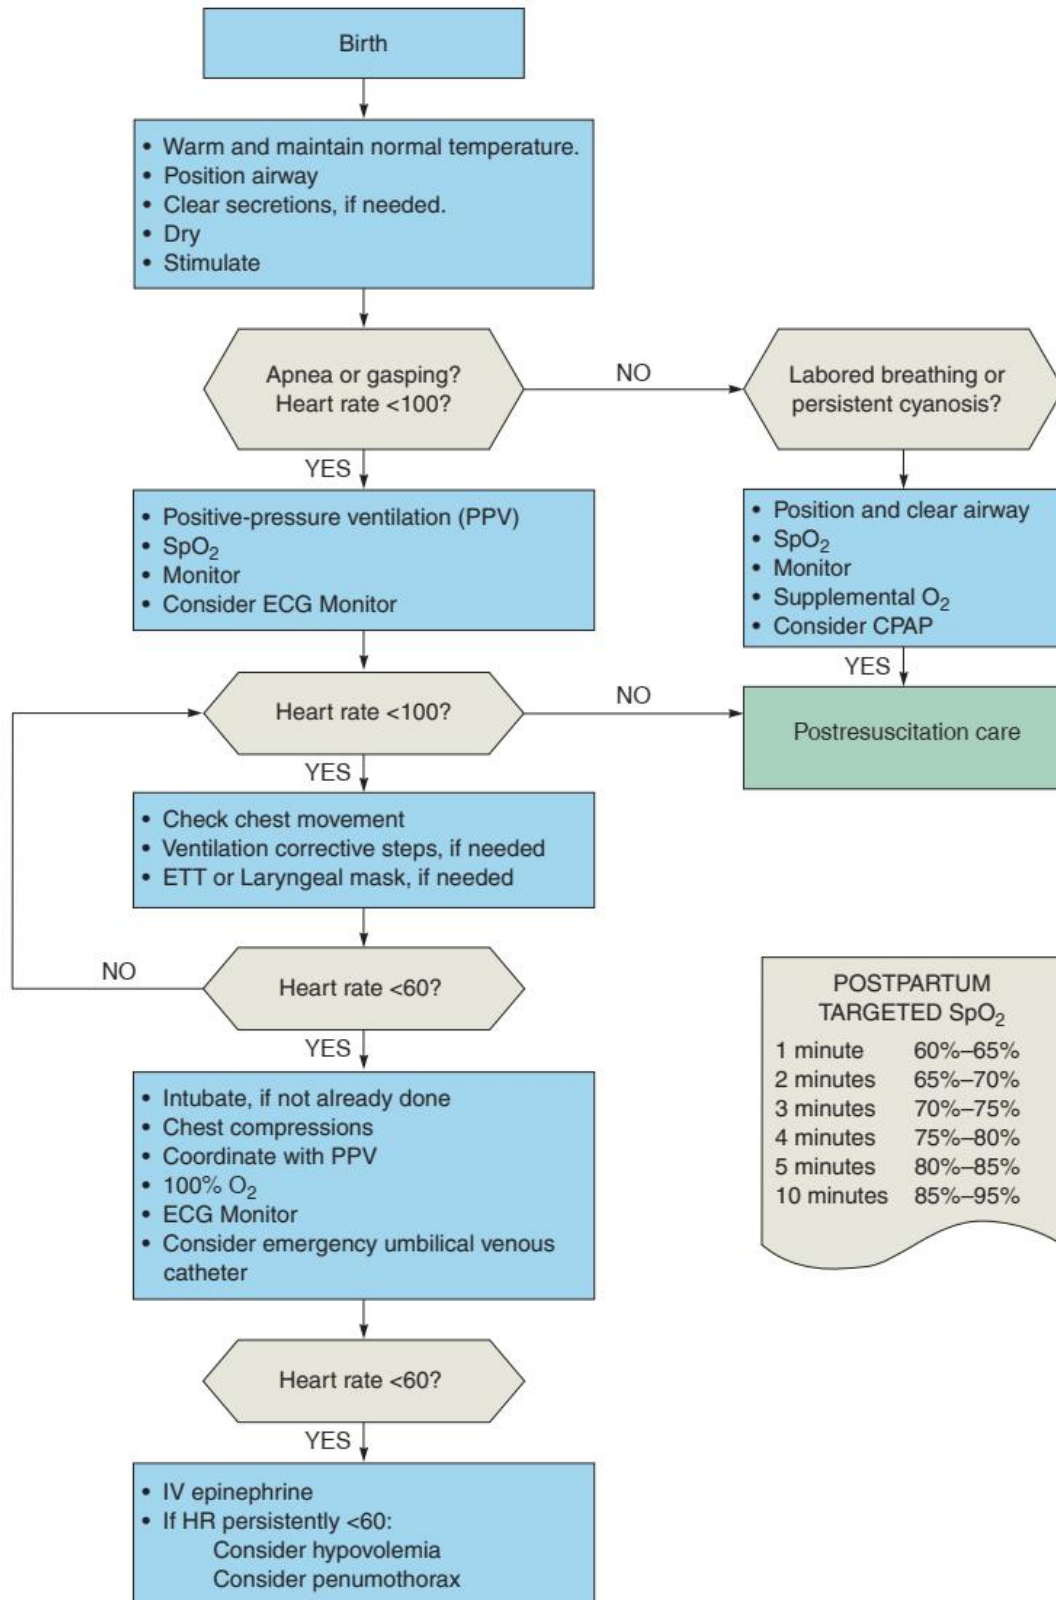 Birth
• Warm and maintain normal temperature.
• Position airway
• Clear secretions, if needed.
• Dry
• Stimulate
Apnea or gasping?
Heart rate <100?
NO
Labored breathing or
persistent cyanosis?
YES
• Positive-pressure ventilation (PPV)
• SpO2
• Monitor
• Consider ECG Monitor
• Position and clear airway
• SpO2
• Monitor
• Supplemental O2
• Consider CPAP
YES
Heart rate <100?
NO
Postresuscitation care
YES
• Check chest movement
• Ventilation corrective steps, if needed
• ETT or Laryngeal mask, if needed
NO
Heart rate <60?
YES
• Intubate, if not already done
• Chest compressions
• Coordinate with PPV
• 100% O2
• ECG Monitor
• Consider emergency umbilical venous
catheter
Heart rate <60?
YES
• IV epinephrine
• If HR persistently <60:
Consider hypovolemia
Consider penumothorax
POSTPARTUM
TARGETED SpO2
1 minute 60%–65%
2 minutes 65%–70%
3 minutes 70%–75%
4 minutes 75%–80%
5 minutes 80%–85%
10 minutes 85%–95%